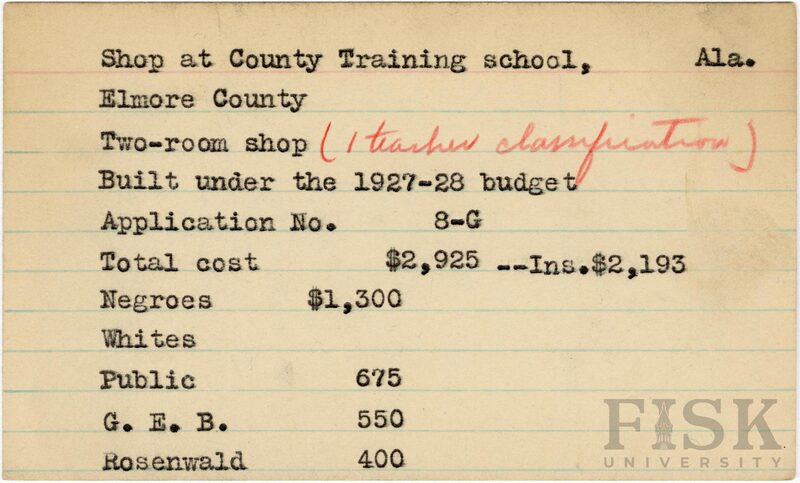 Shop at County Training school, Ala.
Elmore County
Two-room shop (1 teacher classification)
Built under the 1927-28 budget
Application No. 8-G
Total cost $2,925 --Ins.$2,193
Negroes $1,300
Whites
Public 675
G. E. B. 550
Rosenwald 400
FISK
UNIVERSITY